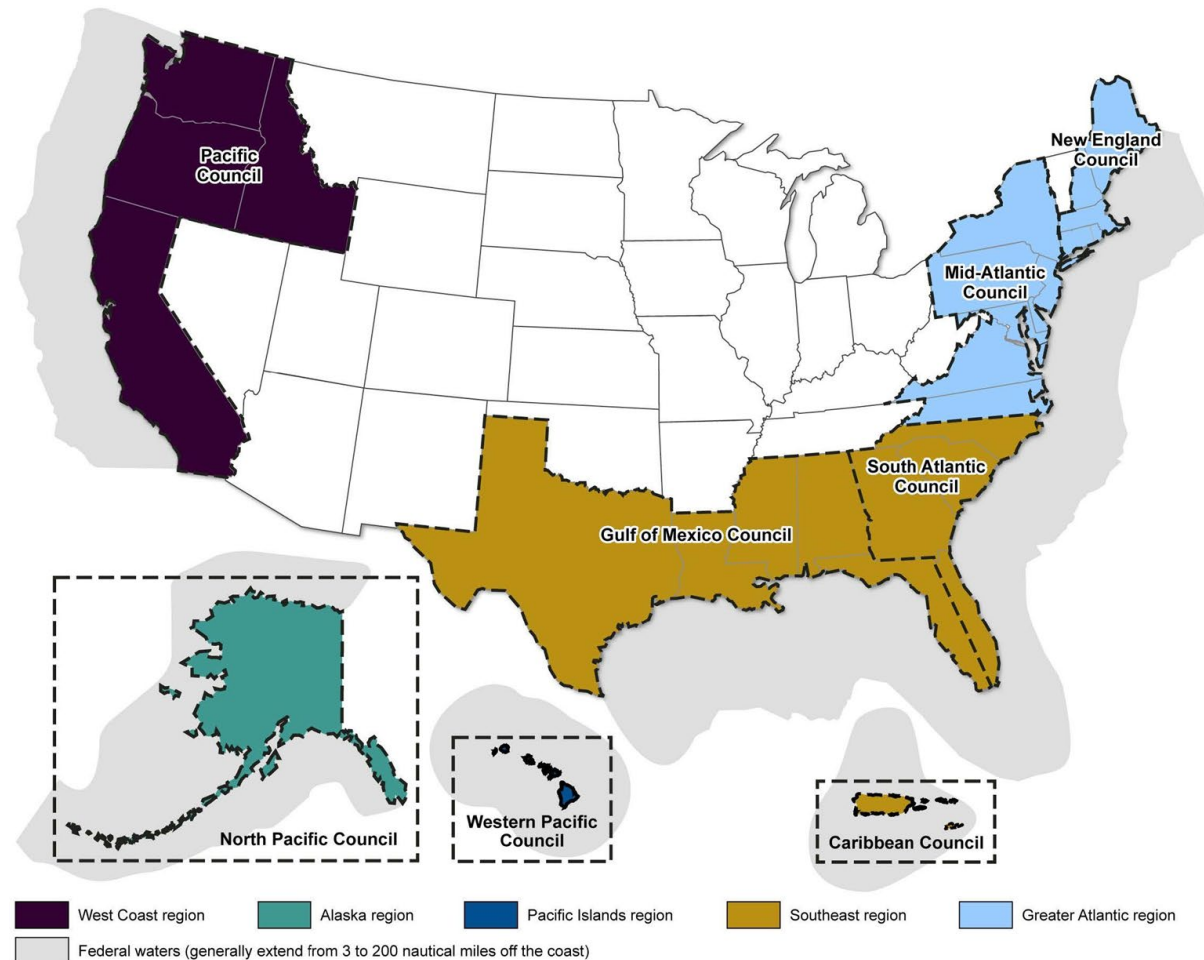 New England
Council
Pacific
Council
Mid-Atlantic
Council
South Atlantic
Council
Gulf of Mexico Council
North Pacific Council
Western Pacific
Council
Caribbean Council
West Coast region
Alaska region
Pacific Islands region
Southeast region
Greater Atlantic region
Federal waters (generally extend from 3 to 200 nautical miles off the coast)